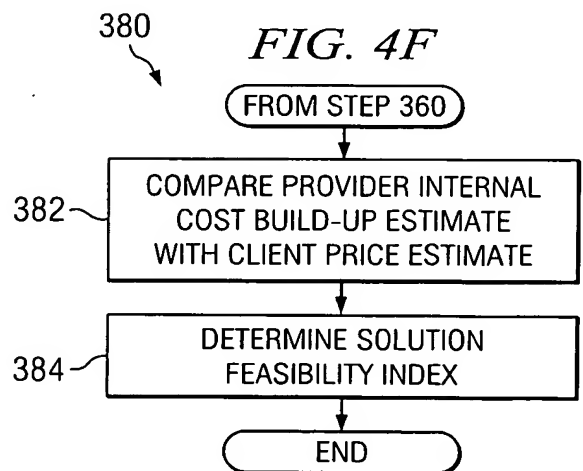 380
FIG. 4F
FROM STEP 360
382
COMPARE PROVIDER INTERNAL
COST BUILD-UP ESTIMATE
WITH CLIENT PRICE ESTIMATE
384
DETERMINE SOLUTION
FEASIBILITY INDEX
END